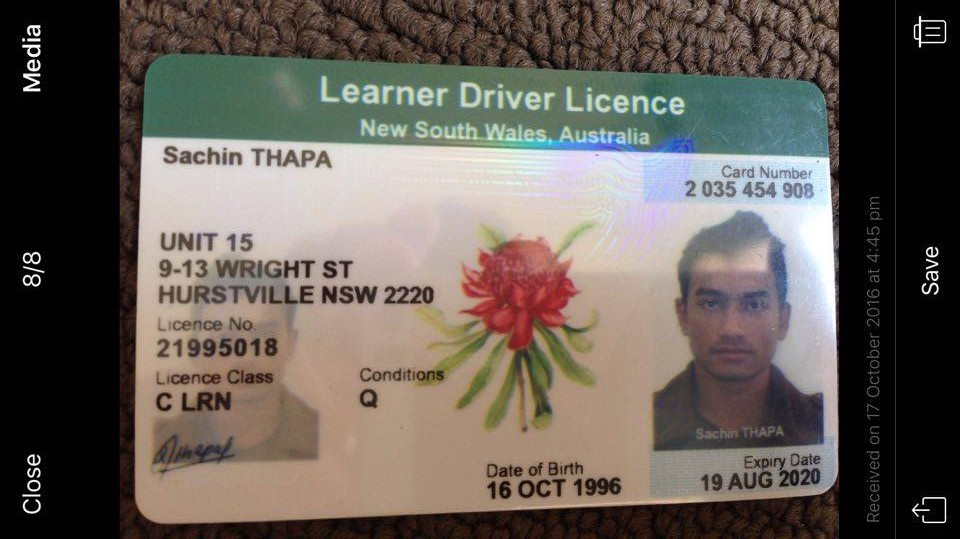 Media
8/8
Close
Learner Driver Licence
New South Wales, Australia
Sachin THAPA
Card Number
2 035 454 908
UNIT 15
9-13 WRIGHT ST
HURSTVILLE NSW 2220
Licence No.
21995018
Licence Class
C LRN
Conditions
Q
Sachin THAPA
Date of Birth
16 OCT 1996
Expiry Date
19 AUG 2020
Received on 17 October 2016 at 4:45 pm
Save